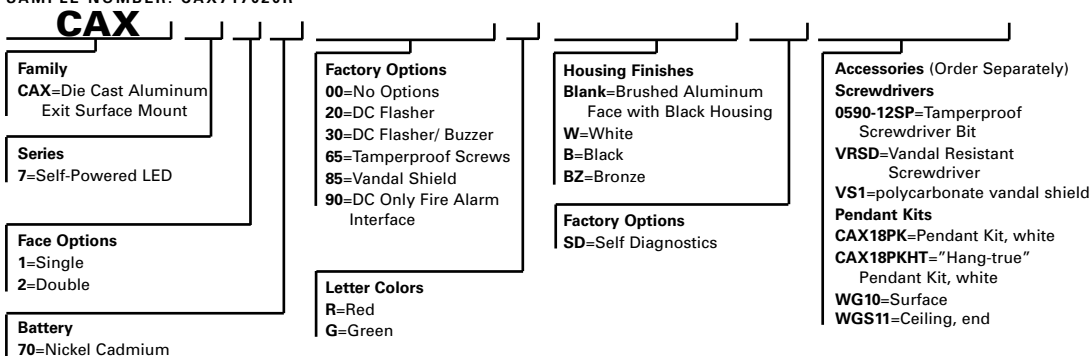 SAMPLE NUMBER: CAX717020R
CAX
Family
CAX=Die Cast Aluminum
Exit Surface Mount
Series
7=Self-Powered LED
Face Options
1=Single
2=Double
Battery
70=Nickel Cadmium
Factory Options
00=No Options
20=DC Flasher
30=DC Flasher/ Buzzer
65=Tamperproof Screws
85=Vandal Shield
90=DC Only Fire Alarm
Interface
Letter Colors
R=Red
G=Green
Housing Finishes
Blank=Brushed Aluminum
Face with Black Housing
W=White
B=Black
BZ=Bronze
Factory Options
SD=Self Diagnostics
Accessories (Order Separately)
Screwdrivers
0590-12SP=Tamperproof
Screwdriver Bit
VRSD=Vandal Resistant
Screwdriver
VS1=polycarbonate vandal shield
Pendant Kits
CAX18PK=Pendant Kit, white
CAX18PKHT=”Hang-true”
Pendant Kit, white
WG10=Surface
WGS11=Ceiling, end